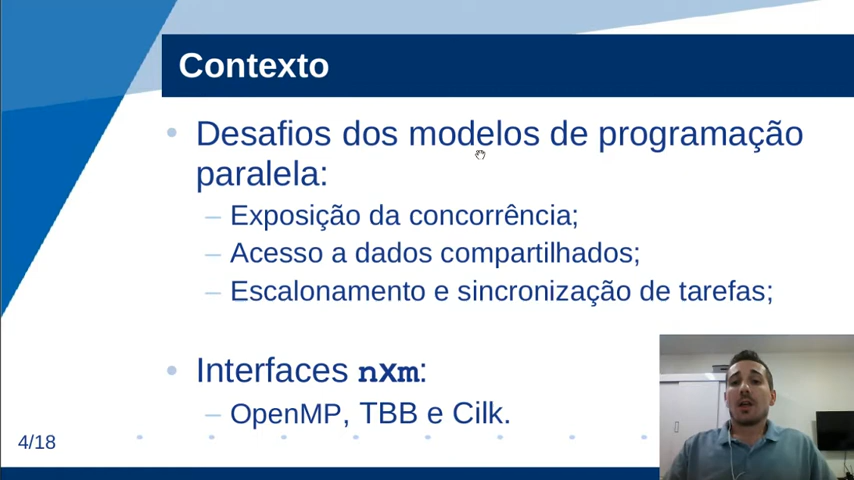 Contexto
• Desafios dos modelos de programação
paralela:
– Exposição da concorrência;
– Acesso a dados compartilhados;
– Escalonamento e sincronização de tarefas;
• Interfaces nXm:
– OpenMP, TBB e Cilk.
4/18